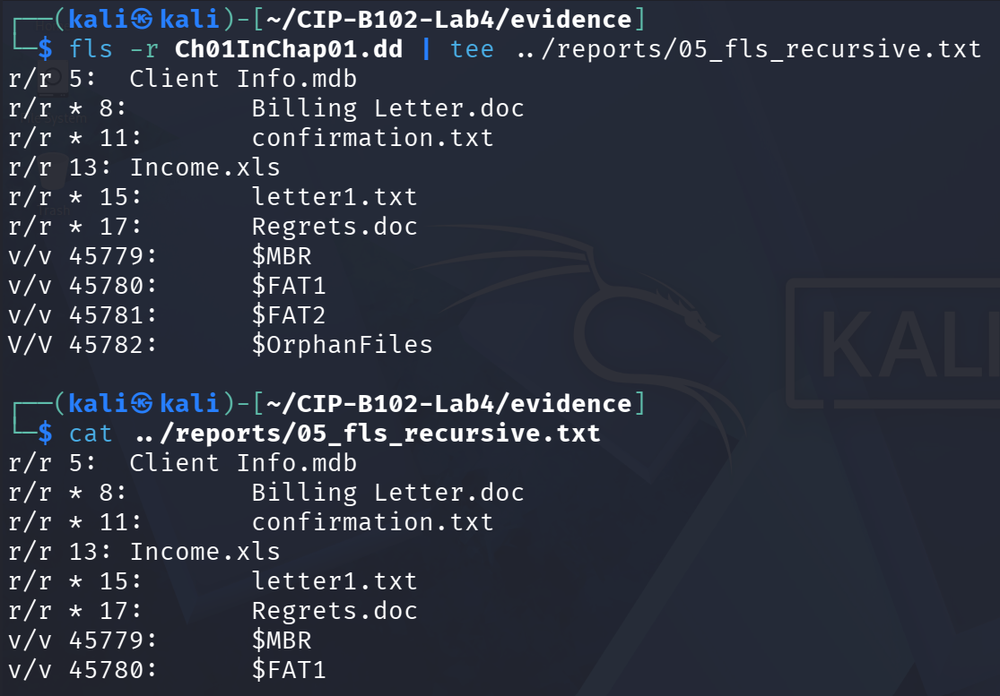 ┌──(kali㉿kali)-[~/CIP-B102-Lab4/evidence]
└─$ fls -r Ch01InChap01.dd | tee ../reports/05_fls_recursive.txt
r/r 5:  Client Info.mdb
r/r * 8:        Billing Letter.doc
r/r * 11:       confirmation.txt
r/r 13: Income.xls
r/r * 15:       letter1.txt
r/r * 17:       Regrets.doc
v/v 45779:      $MBR
v/v 45780:      $FAT1
v/v 45781:      $FAT2
V/V 45782:      $OrphanFiles
┌──(kali㉿kali)-[~/CIP-B102-Lab4/evidence]
└─$ cat ../reports/05_fls_recursive.txt
r/r 5:  Client Info.mdb
r/r * 8:        Billing Letter.doc
r/r * 11:       confirmation.txt
r/r 13: Income.xls
r/r * 15:       letter1.txt
r/r * 17:       Regrets.doc
v/v 45779:      $MBR
v/v 45780:      $FAT1